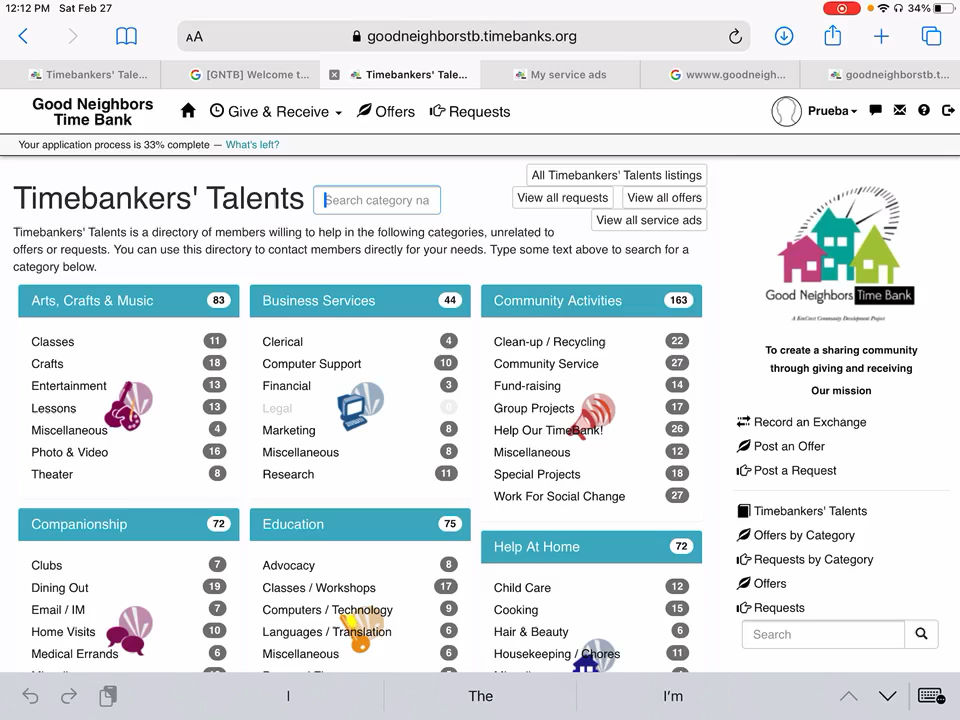 12:12 PM Sat Feb 27
34%
AA
goodneighborstb.timebanks.org
Timebankers' Tale...
[GNTB] Welcome t...
Timebankers' Tale...
My service ads
wwww.goodneigh...
goodneighborstb.t...
Good Neighbors
Time Bank
Give & Receive
Offers
Requests
Prueba
Your application process is 33% complete — What's left?
Timebankers' Talents
Search category na
All Timebankers' Talents listings
View all requests
View all offers
View all service ads
Timebankers' Talents is a directory of members willing to help in the following categories, unrelated to
offers or requests. You can use this directory to contact members directly for your needs. Type some text above to search for a
category below.
Arts, Crafts & Music 83
Classes 11
Crafts 18
Entertainment 13
Lessons 13
Miscellaneous 4
Photo & Video 16
Theater 8
Business Services 44
Clerical 4
Computer Support 10
Financial 3
Legal 0
Marketing 8
Miscellaneous 8
Research 11
Community Activities 163
Clean-up / Recycling 22
Community Service 27
Fund-raising 14
Group Projects 17
Help Our TimeBank! 26
Miscellaneous 12
Special Projects 18
Work For Social Change 27
Companionship 72
Clubs 7
Dining Out 19
Email / IM 7
Home Visits 10
Medical Errands 6
Education 75
Advocacy 8
Classes / Workshops 17
Computers / Technology 9
Languages / Translation 6
Miscellaneous 6
Help At Home 72
Child Care 12
Cooking 15
Hair & Beauty 6
Housekeeping / Chores 11
Good Neighbors Time Bank
A KinCrest Community Development Project
To create a sharing community
through giving and receiving
Our mission
Record an Exchange
Post an Offer
Post a Request
Timebankers' Talents
Offers by Category
Requests by Category
Offers
Requests
Search
I
The
I'm